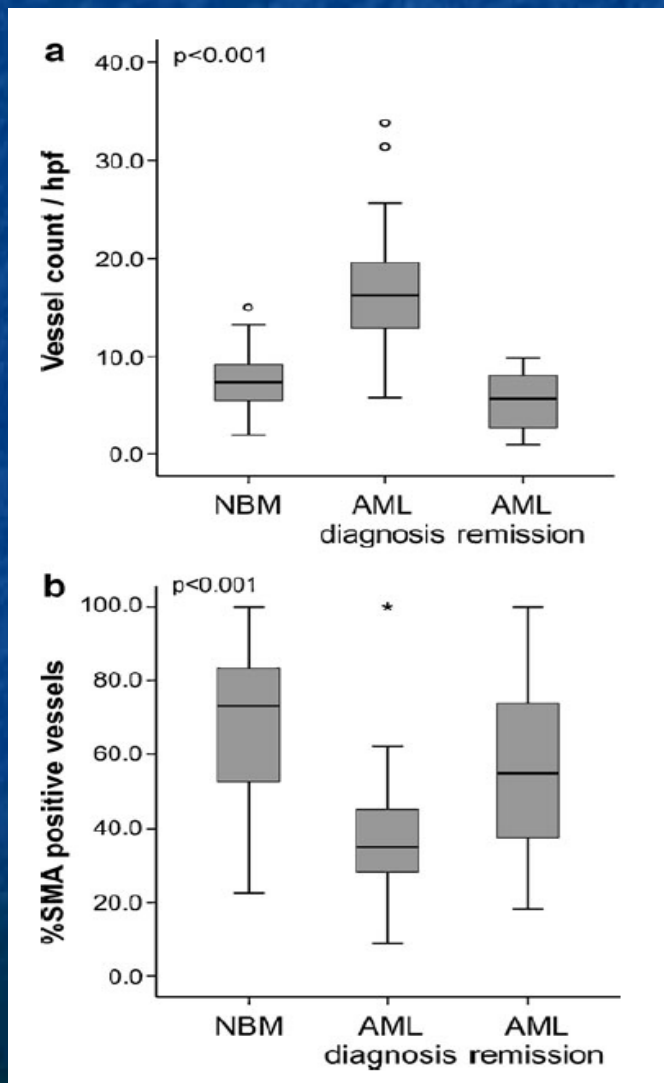 a
p<0.001
Vessel count / hpf
40.0
30.0
20.0
10.0
0.0
NBM AML AML
diagnosis remission
b
p<0.001
%SMA positive vessels
100.0
80.0
60.0
40.0
20.0
0.0
*
NBM AML AML
diagnosis remission